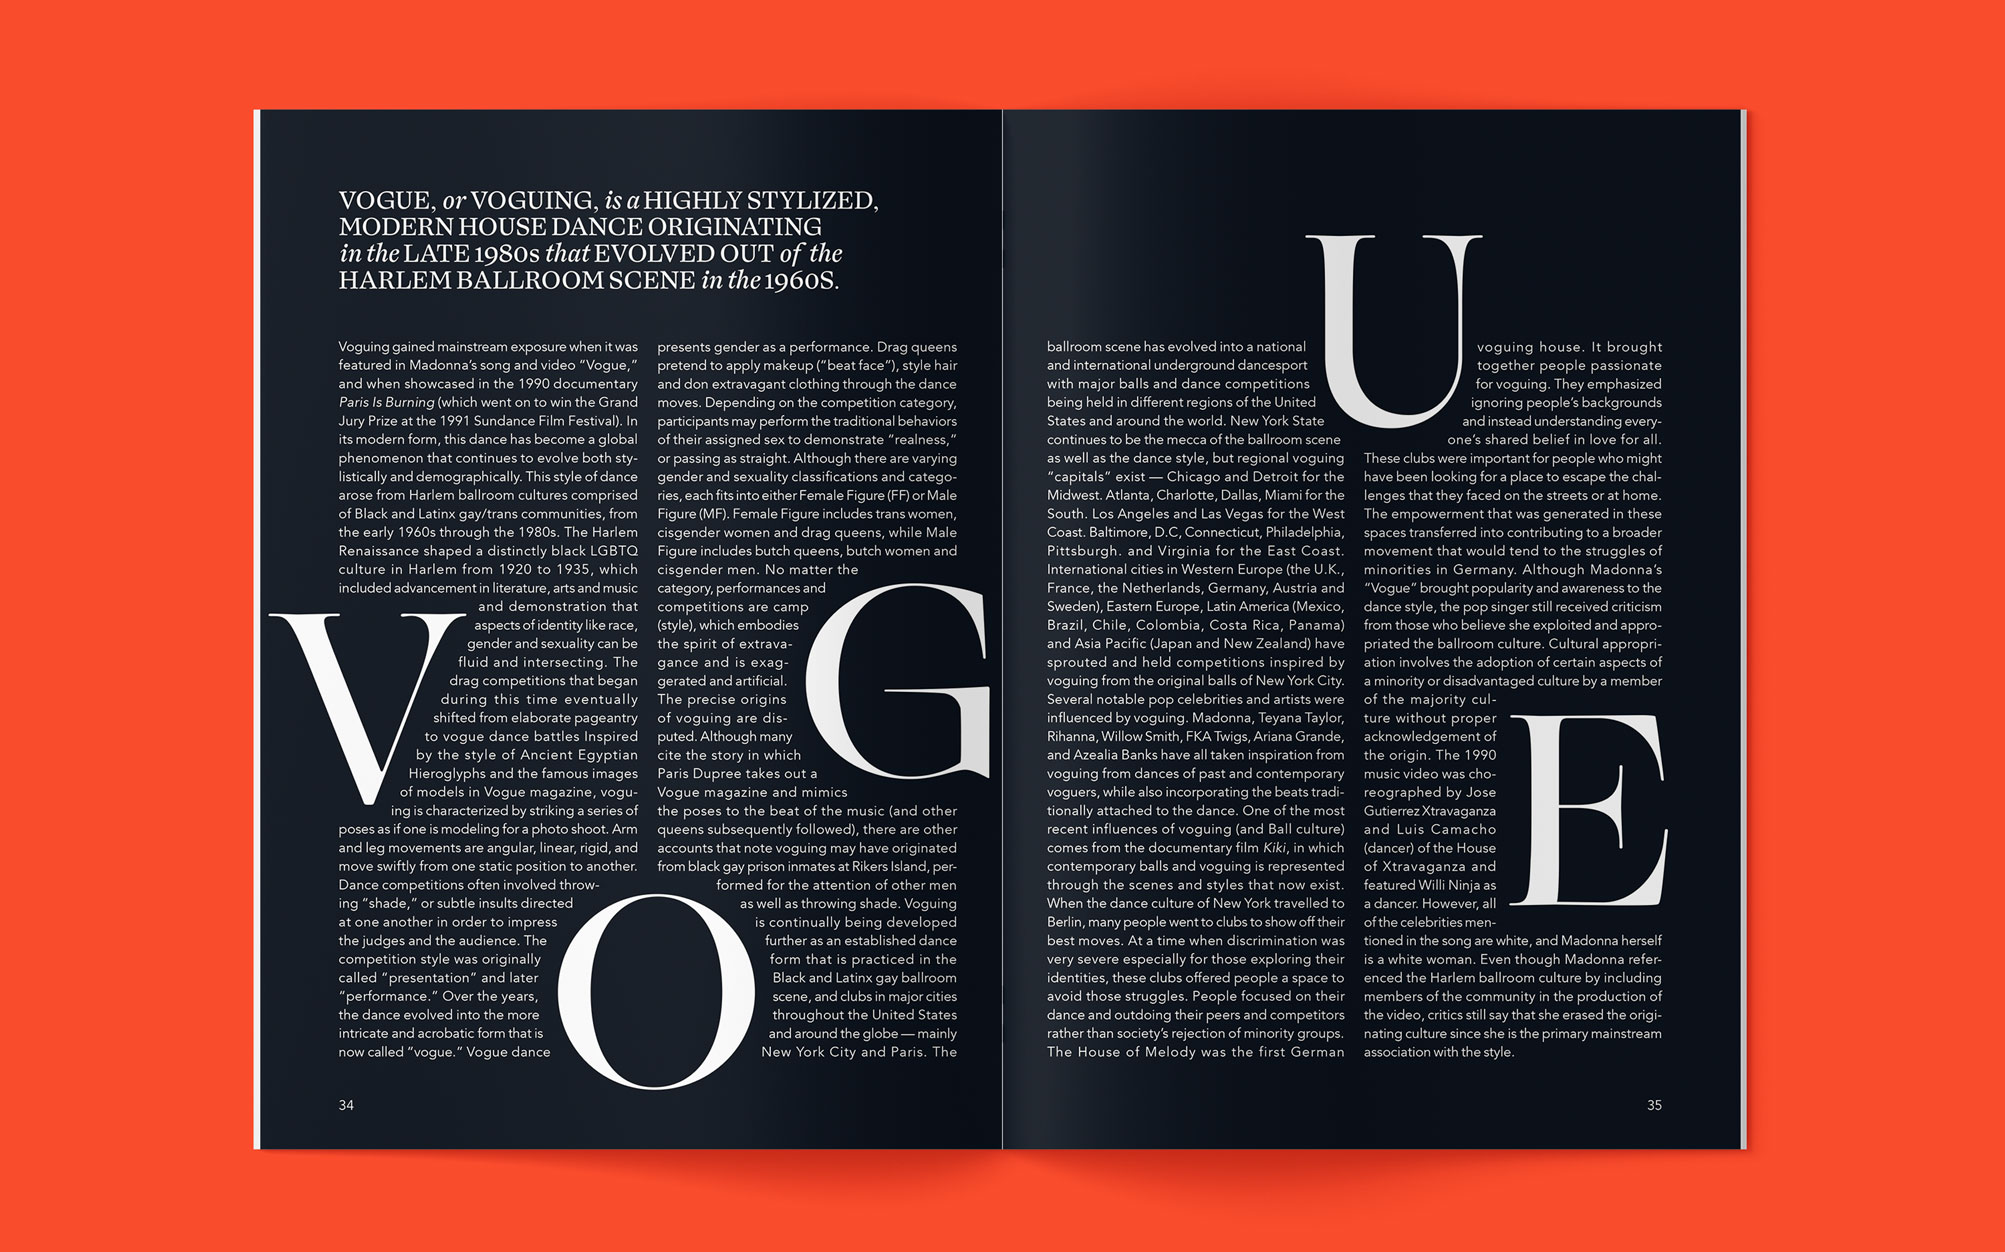 VOGUE, or VOGUING, is a HIGHLY STYLIZED,
MODERN HOUSE DANCE ORIGINATING
in the LATE 1980s that EVOLVED OUT of the
HARLEM BALLROOM SCENE in the 1960S.
Voguing gained mainstream exposure when it was
featured in Madonna's song and video “Vogue,”
and when showcased in the 1990 documentary
Paris Is Burning (which went on to win the Grand
Jury Prize at the 1991 Sundance Film Festival). In
its modern form, this dance has become a global
phenomenon that continues to evolve both sty-
listically and demographically. This style of dance
arose from Harlem ballroom cultures comprised
of Black and Latinx gay/trans communities, from
the early 1960s through the 1980s. The Harlem
Renaissance shaped a distinctly black LGBTQ
culture in Harlem from 1920 to 1935, which
included advancement in literature, arts and music
and demonstration that
aspects of identity like race,
gender and sexuality can be
fluid and intersecting. The
drag competitions that began
during this time eventually
shifted from elaborate pageantry
to vogue dance battles Inspired
by the style of Ancient Egyptian
Hieroglyphs and the famous images
of models in Vogue magazine, vogu-
ing is characterized by striking a series of
poses as if one is modeling for a photo shoot. Arm
and leg movements are angular, linear, rigid, and
move swiftly from one static position to another.
Dance competitions often involved throw-
ing “shade,” or subtle insults directed
at one another in order to impress
the judges and the audience. The
competition style was originally
called “presentation” and later
“performance.” Over the years,
the dance evolved into the more
intricate and acrobatic form that is
now called “vogue.” Vogue dance
V
O
presents gender as a performance. Drag queens
pretend to apply makeup (“beat face”), style hair
and don extravagant clothing through the dance
moves. Depending on the competition category,
participants may perform the traditional behaviors
of their assigned sex to demonstrate “realness,”
or passing as straight. Although there are varying
gender and sexuality classifications and catego-
ries, each fits into either Female Figure (FF) or Male
Figure (MF). Female Figure includes trans women,
cisgender women and drag queens, while Male
Figure includes butch queens, butch women and
cisgender men. No matter the
category, performances and
competitions are camp
(style), which embodies
the spirit of extrava-
gance and is exag-
gerated and artificial.
The precise origins
of voguing are dis-
puted. Although many
cite the story in which
Paris Dupree takes out a
Vogue magazine and mimics
the poses to the beat of the music (and other
queens subsequently followed), there are other
accounts that note voguing may have originated
from black gay prison inmates at Rikers Island, per-
formed for the attention of other men
as well as throwing shade. Voguing
is continually being developed
further as an established dance
form that is practiced in the
Black and Latinx gay ballroom
scene, and clubs in major cities
throughout the United States
and around the globe — mainly
New York City and Paris. The
G
34
ballroom scene has evolved into a national
and international underground dancesport
with major balls and dance competitions
being held in different regions of the United
States and around the world. New York State
continues to be the mecca of the ballroom scene
as well as the dance style, but regional voguing
“capitals” exist — Chicago and Detroit for the
Midwest. Atlanta, Charlotte, Dallas, Miami for the
South. Los Angeles and Las Vegas for the West
Coast. Baltimore, D.C, Connecticut, Philadelphia,
Pittsburgh. and Virginia for the East Coast.
International cities in Western Europe (the U.K.,
France, the Netherlands, Germany, Austria and
Sweden), Eastern Europe, Latin America (Mexico,
Brazil, Chile, Colombia, Costa Rica, Panama)
and Asia Pacific (Japan and New Zealand) have
sprouted and held competitions inspired by
voguing from the original balls of New York City.
Several notable pop celebrities and artists were
influenced by voguing. Madonna, Teyana Taylor,
Rihanna, Willow Smith, FKA Twigs, Ariana Grande,
and Azealia Banks have all taken inspiration from
voguing from dances of past and contemporary
voguers, while also incorporating the beats tradi-
tionally attached to the dance. One of the most
recent influences of voguing (and Ball culture)
comes from the documentary film Kiki, in which
contemporary balls and voguing is represented
through the scenes and styles that now exist.
When the dance culture of New York travelled to
Berlin, many people went to clubs to show off their
best moves. At a time when discrimination was
very severe especially for those exploring their
identities, these clubs offered people a space to
avoid those struggles. People focused on their
dance and outdoing their peers and competitors
rather than society's rejection of minority groups.
The House of Melody was the first German
U
voguing house. It brought
together people passionate
for voguing. They emphasized
ignoring people's backgrounds
and instead understanding every-
one's shared belief in love for all.
These clubs were important for people who might
have been looking for a place to escape the chal-
lenges that they faced on the streets or at home.
The empowerment that was generated in these
spaces transferred into contributing to a broader
movement that would tend to the struggles of
minorities in Germany. Although Madonna's
“Vogue” brought popularity and awareness to the
dance style, the pop singer still received criticism
from those who believe she exploited and appro-
priated the ballroom culture. Cultural appropri-
ation involves the adoption of certain aspects of
a minority or disadvantaged culture by a member
of the majority cul-
ture without proper
acknowledgement of
the origin. The 1990
music video was cho-
reographed by Jose
Gutierrez Xtravaganza
and Luis Camacho
(dancer) of the House
of Xtravaganza and
featured Willi Ninja as
a dancer. However, all
of the celebrities men-
tioned in the song are white, and Madonna herself
is a white woman. Even though Madonna refer-
enced the Harlem ballroom culture by including
members of the community in the production of
the video, critics still say that she erased the origi-
nating culture since she is the primary mainstream
association with the style.
E
35